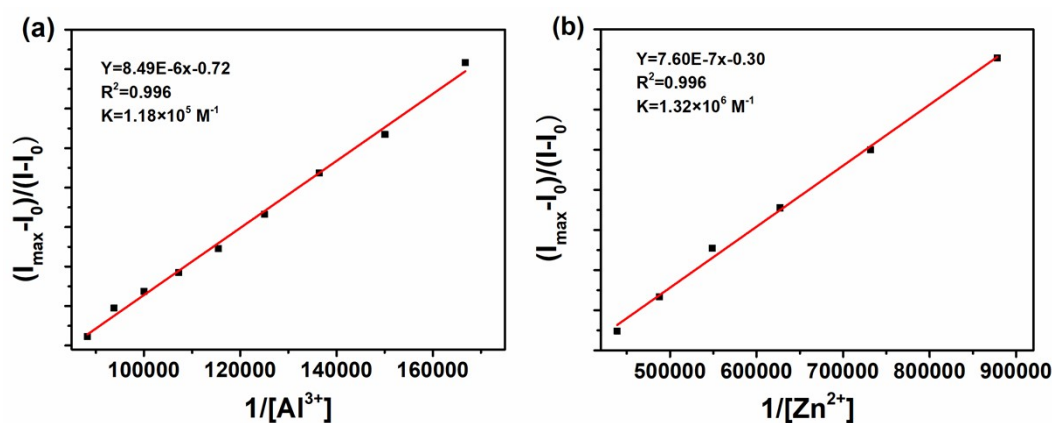 (a)
Y=8.49E-6x-0.72
R²=0.996
K=1.18×10⁵ M⁻¹
(Iₘₐₓ-I₀)/(I-I₀)
100000 120000 140000 160000
1/[Al³⁺]
(b)
Y=7.60E-7x-0.30
R²=0.996
K=1.32×10⁶ M⁻¹
(Iₘₐₓ-I₀)/(I-I₀)
500000 600000 700000 800000 900000
1/[Zn²⁺]